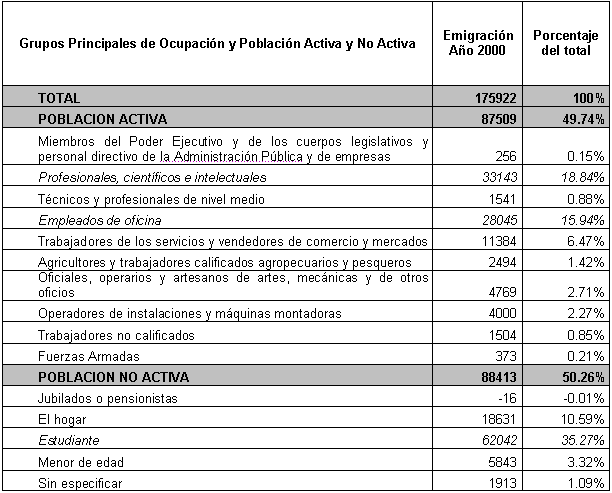 Grupos Principales de Ocupación y Población Activa y No Activa
Emigración
Año 2000
Porcentaje
del total
TOTAL 175922 100%
POBLACION ACTIVA 87509 49.74%
Miembros del Poder Ejecutivo y de los cuerpos legislativos y
personal directivo de la Administración Pública y de empresas 256 0.15%
Profesionales, científicos e intelectuales 33143 18.84%
Técnicos y profesionales de nivel medio 1541 0.88%
Empleados de oficina 28045 15.94%
Trabajadores de los servicios y vendedores de comercio y mercados 11384 6.47%
Agricultores y trabajadores calificados agropecuarios y pesqueros 2494 1.42%
Oficiales, operarios y artesanos de artes, mecánicas y de otros
oficios 4769 2.71%
Operadores de instalaciones y máquinas montadoras 4000 2.27%
Trabajadores no calificados 1504 0.85%
Fuerzas Armadas 373 0.21%
POBLACION NO ACTIVA 88413 50.26%
Jubilados o pensionistas -16 -0.01%
El hogar 18631 10.59%
Estudiante 62042 35.27%
Menor de edad 5843 3.32%
Sin especificar 1913 1.09%